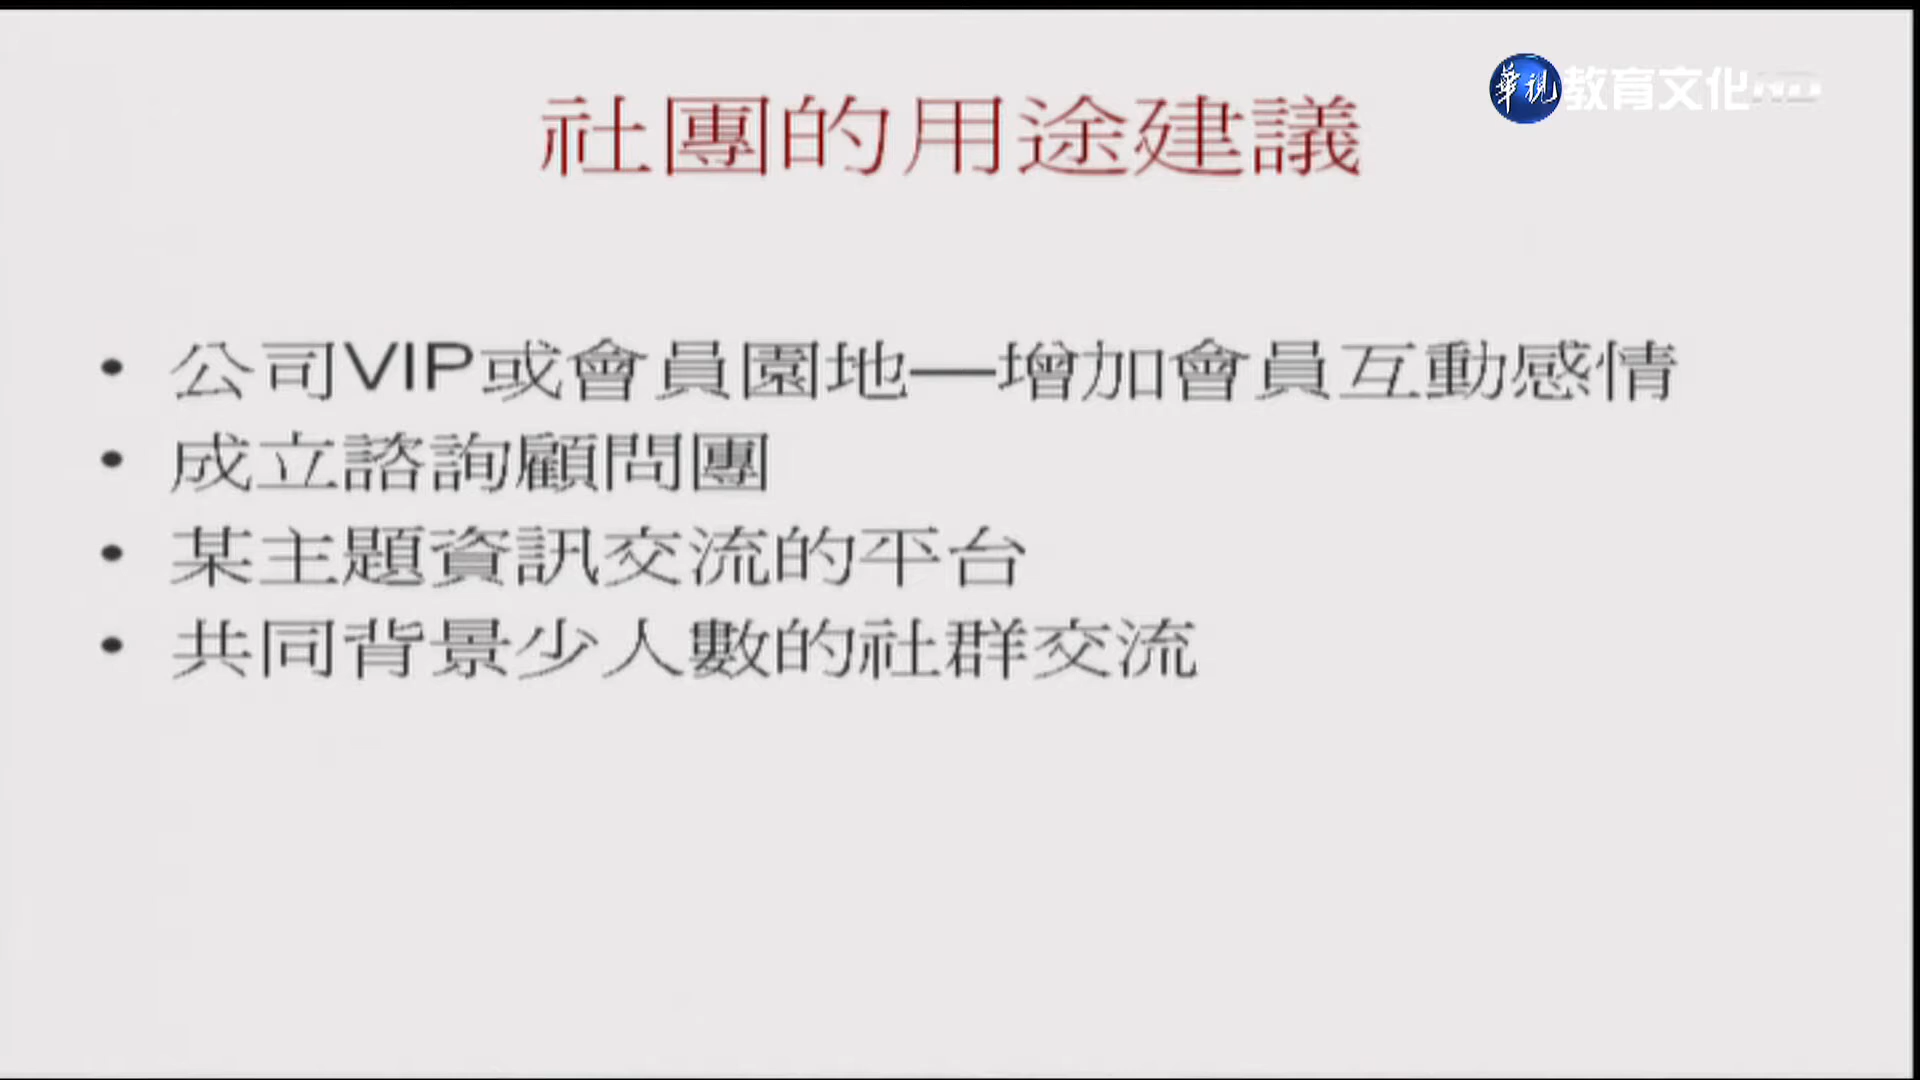 華視 教育文化HD
社團的用途建議
• 公司VIP或會員園地—增加會員互動感情
• 成立諮詢顧問團
• 某主題資訊交流的平台
• 共同背景少人數的社群交流